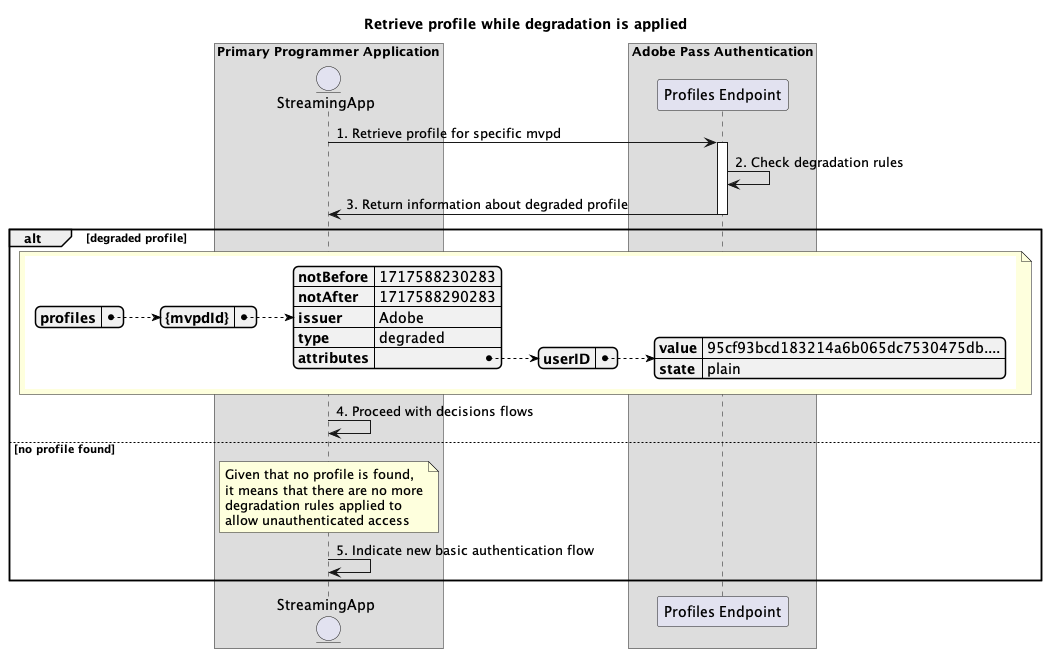 Retrieve profile while degradation is applied
Primary Programmer Application
Adobe Pass Authentication
StreamingApp
Profiles Endpoint
1. Retrieve profile for specific mvpd
2. Check degradation rules
3. Return information about degraded profile
alt
[degraded profile]
profiles
{mvpdId}
notBefore 1717588230283
notAfter 1717588290283
issuer Adobe
type degraded
attributes
userID
value 95cf93bcd183214a6b065dc7530475db....
state plain
4. Proceed with decisions flows
[no profile found]
Given that no profile is found,
it means that there are no more
degradation rules applied to
allow unauthenticated access
5. Indicate new basic authentication flow
StreamingApp
Profiles Endpoint